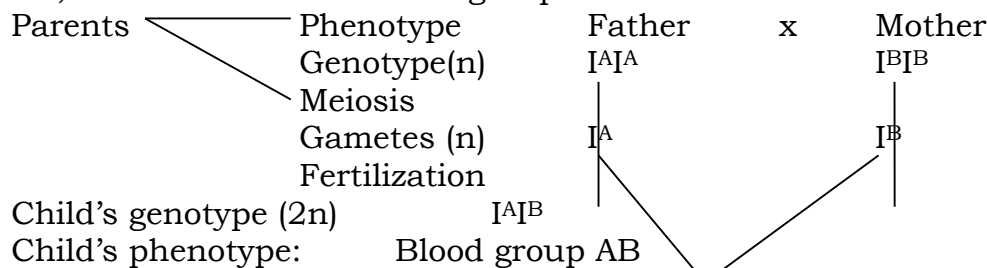 Parents Phenotype Father x Mother
Genotype(n) IᴬIᴬ IᴮIᴮ
Meiosis
Gametes (n) Iᴬ Iᴮ
Fertilization
Child’s genotype (2n) IᴬIᴮ
Child’s phenotype: Blood group AB